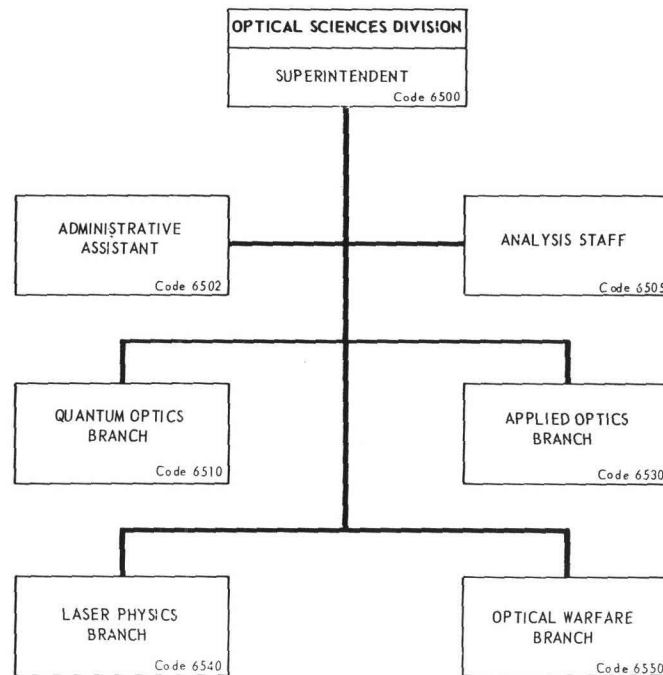 OPTICAL SCIENCES DIVISION
SUPERINTENDENT
Code 6500
ADMINISTRATIVE
ASSISTANT
Code 6502
ANALYSIS STAFF
Code 6505
QUANTUM OPTICS
BRANCH
Code 6510
APPLIED OPTICS
BRANCH
Code 6530
LASER PHYSICS
BRANCH
Code 6540
OPTICAL WARFARE
BRANCH
Code 6550